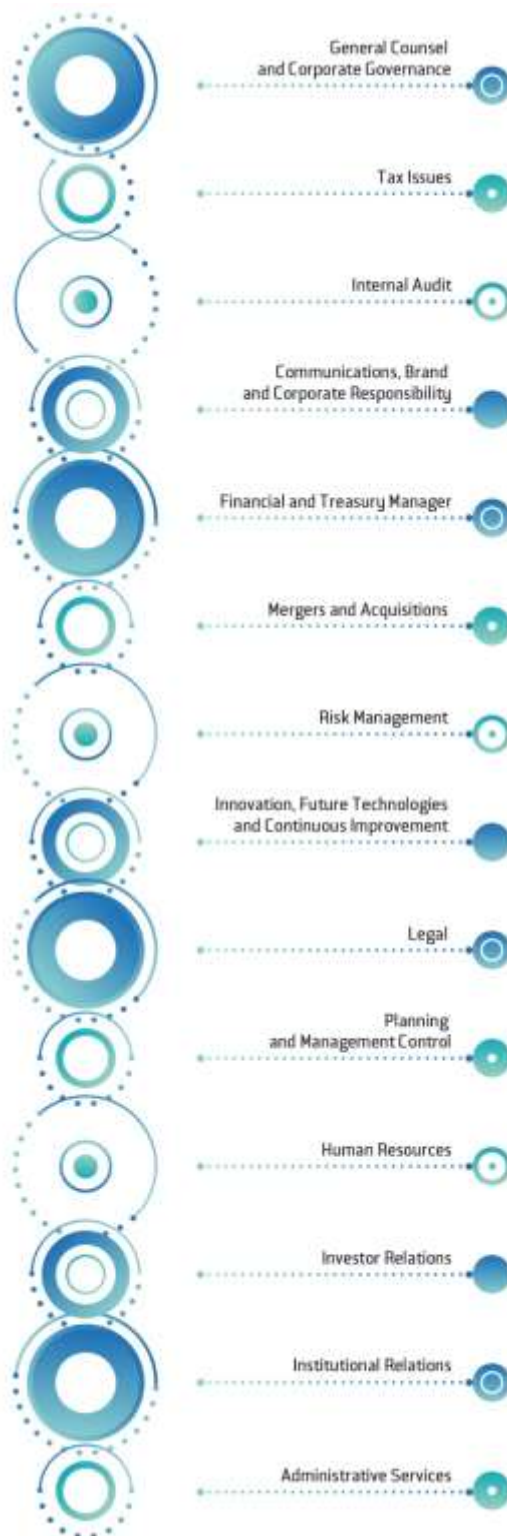 General Counsel
and Corporate Governance
Tax Issues
Internal Audit
Communications, Brand
and Corporate Responsibility
Financial and Treasury Manager
Mergers and Acquisitions
Risk Management
Innovation, Future Technologies
and Continuous Improvement
Legal
Planning
and Management Control
Human Resources
Investor Relations
Institutional Relations
Administrative Services